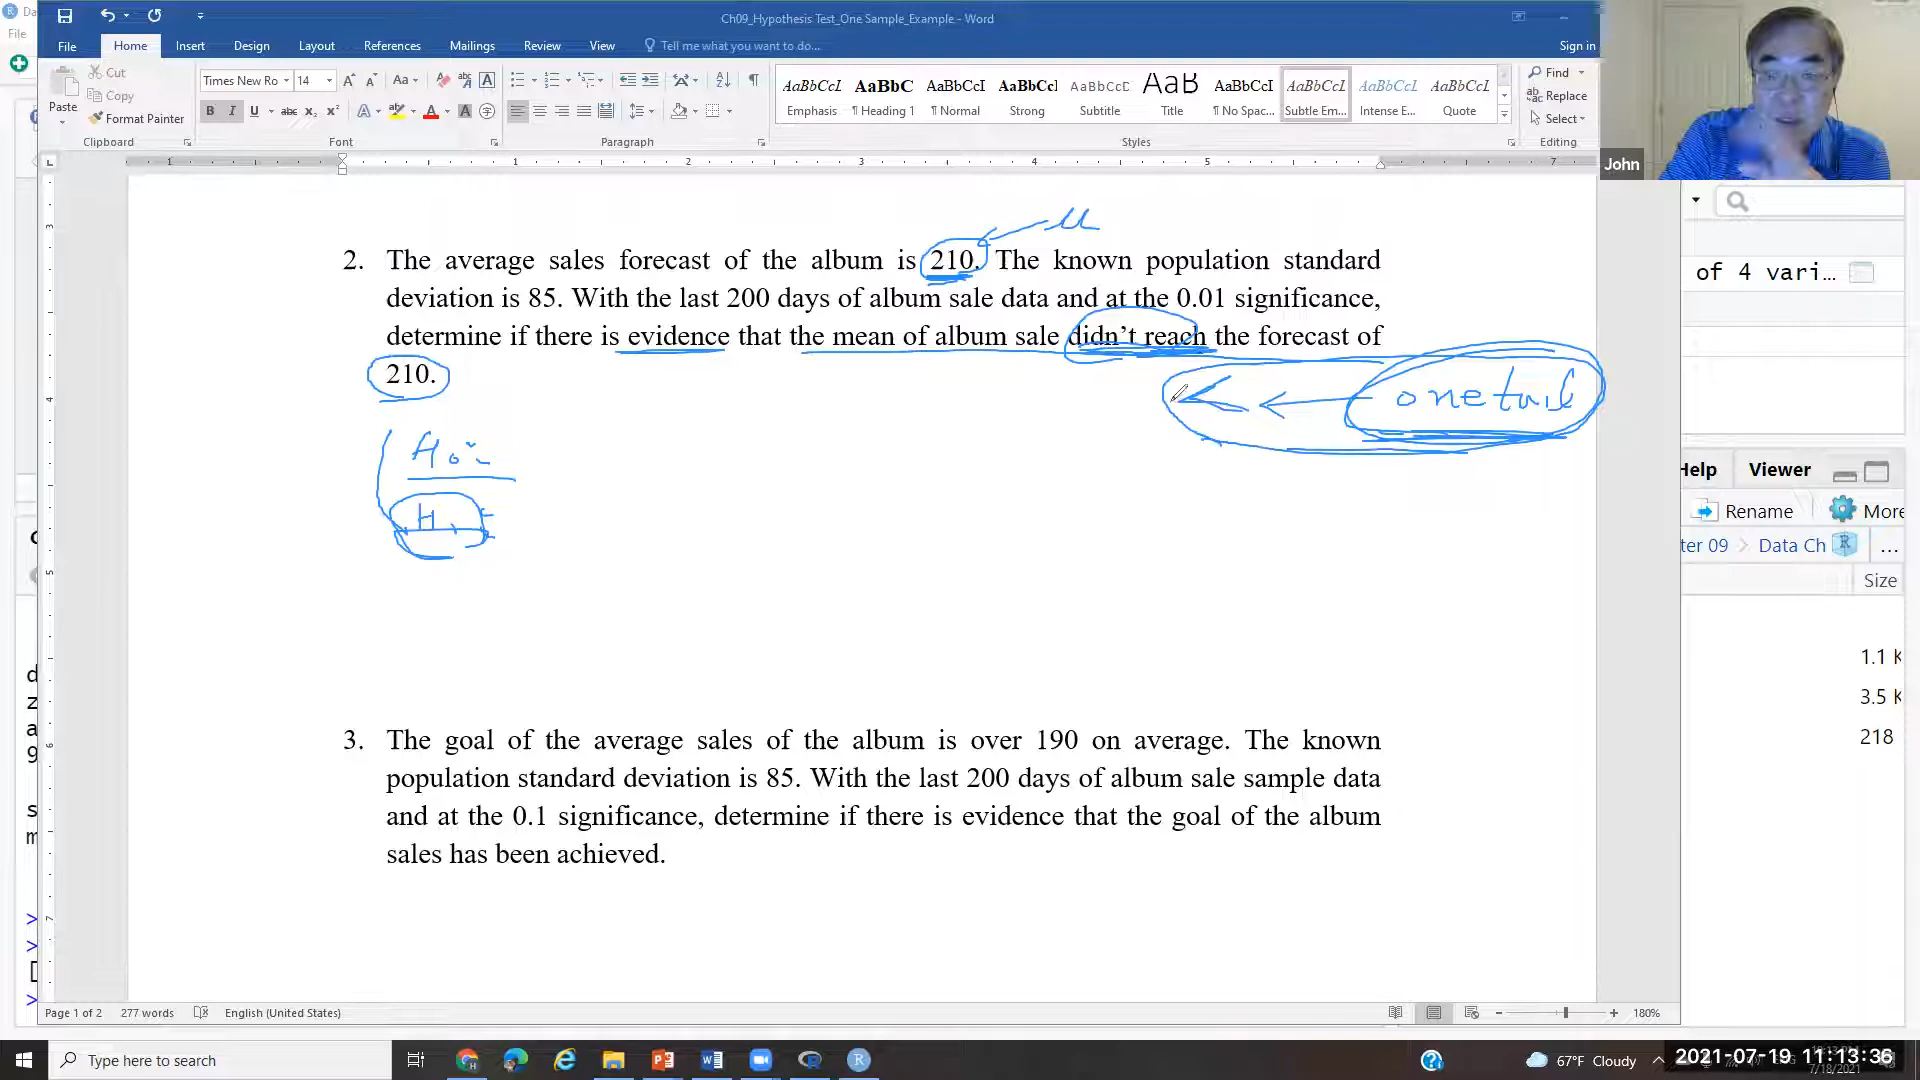 Ch09_Hypothesis Test_One Sample_Example - Word
File Home Insert Design Layout References Mailings Review View Tell me what you want to do... Sign in
Paste Cut Copy Format Painter
Times New Ro 14
AaBbCcI AaBbC AaBbCcI AaBbCcI AaBbCcD AaB AaBbCcI AaBbCcI AaBbCcI AaBbCcI
Emphasis ¶ Heading 1 ¶ Normal Strong Subtitle Title ¶ No Spac... Subtle Em... Intense E... Quote
Find Replace Select
Clipboard Font Paragraph Styles Editing
John
μ
2. The average sales forecast of the album is 210. The known population standard
deviation is 85. With the last 200 days of album sale data and at the 0.01 significance,
determine if there is evidence that the mean of album sale didn't reach the forecast of
210.
one tail
H₀:
H₁:
3. The goal of the average sales of the album is over 190 on average. The known
population standard deviation is 85. With the last 200 days of album sale sample data
and at the 0.1 significance, determine if there is evidence that the goal of the album
sales has been achieved.
of 4 vari...
Help Viewer
Rename More
ter 09 Data Ch ...
Size
1.1 K
3.5 K
218
Page 1 of 2 277 words English (United States) 180%
Type here to search
67°F Cloudy
2021-07-19 11:13:36
7/18/2021